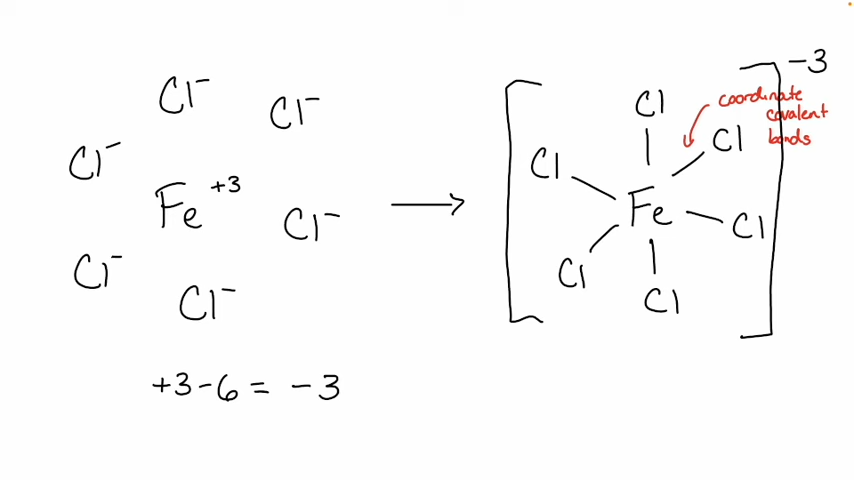 Cl⁻
Cl⁻
Cl⁻
Fe⁺³
Cl⁻
Cl⁻
Cl⁻
+3-6 = -3
-3
Cl
coordinate
covalent
bonds
Cl
Cl
Fe
Cl
Cl
Cl